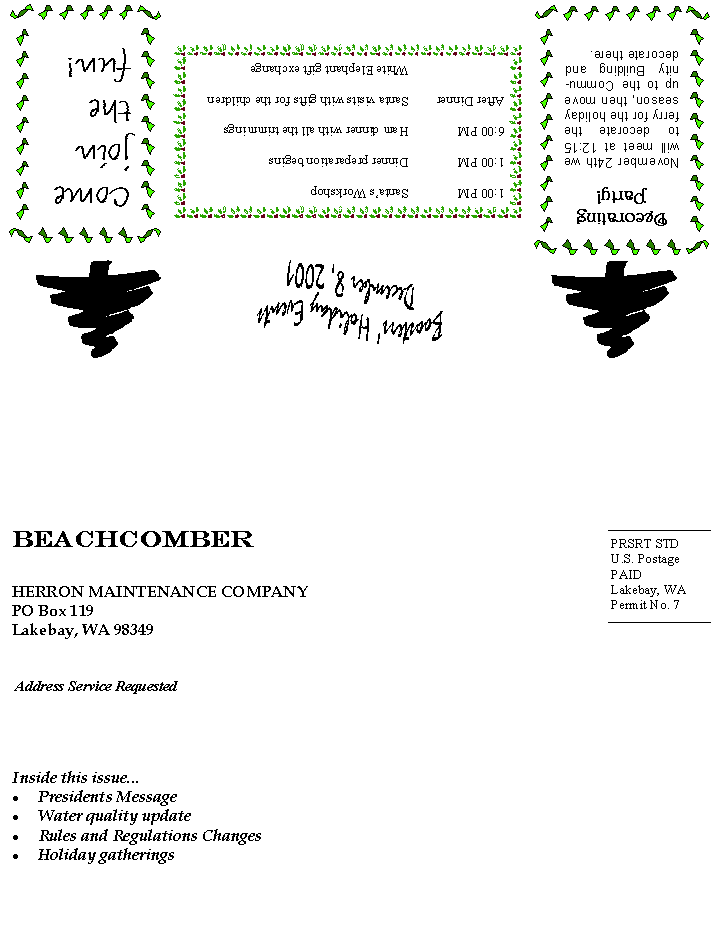 Boosters' Holiday Events
December 8, 2001
Decorating
Party!
November 24th we
will meet at 12:15
to decorate the
ferry for the holiday
season, then move
up to the Commu-
nity Building and
decorate there.
1:00 PM Santa's Workshop
1:00 PM Dinner preparation begins
6:00 PM Ham dinner with all the trimmings
After Dinner Santa visits with gifts for the children
White Elephant gift exchange
Come
join
the
fun!
BEACHCOMBER
HERRON MAINTENANCE COMPANY
PO Box 119
Lakebay, WA 98349
Address Service Requested
PRSRT STD
U.S. Postage
PAID
Lakebay, WA
Permit No. 7
Inside this issue...
• Presidents Message
• Water quality update
• Rules and Regulations Changes
• Holiday gatherings